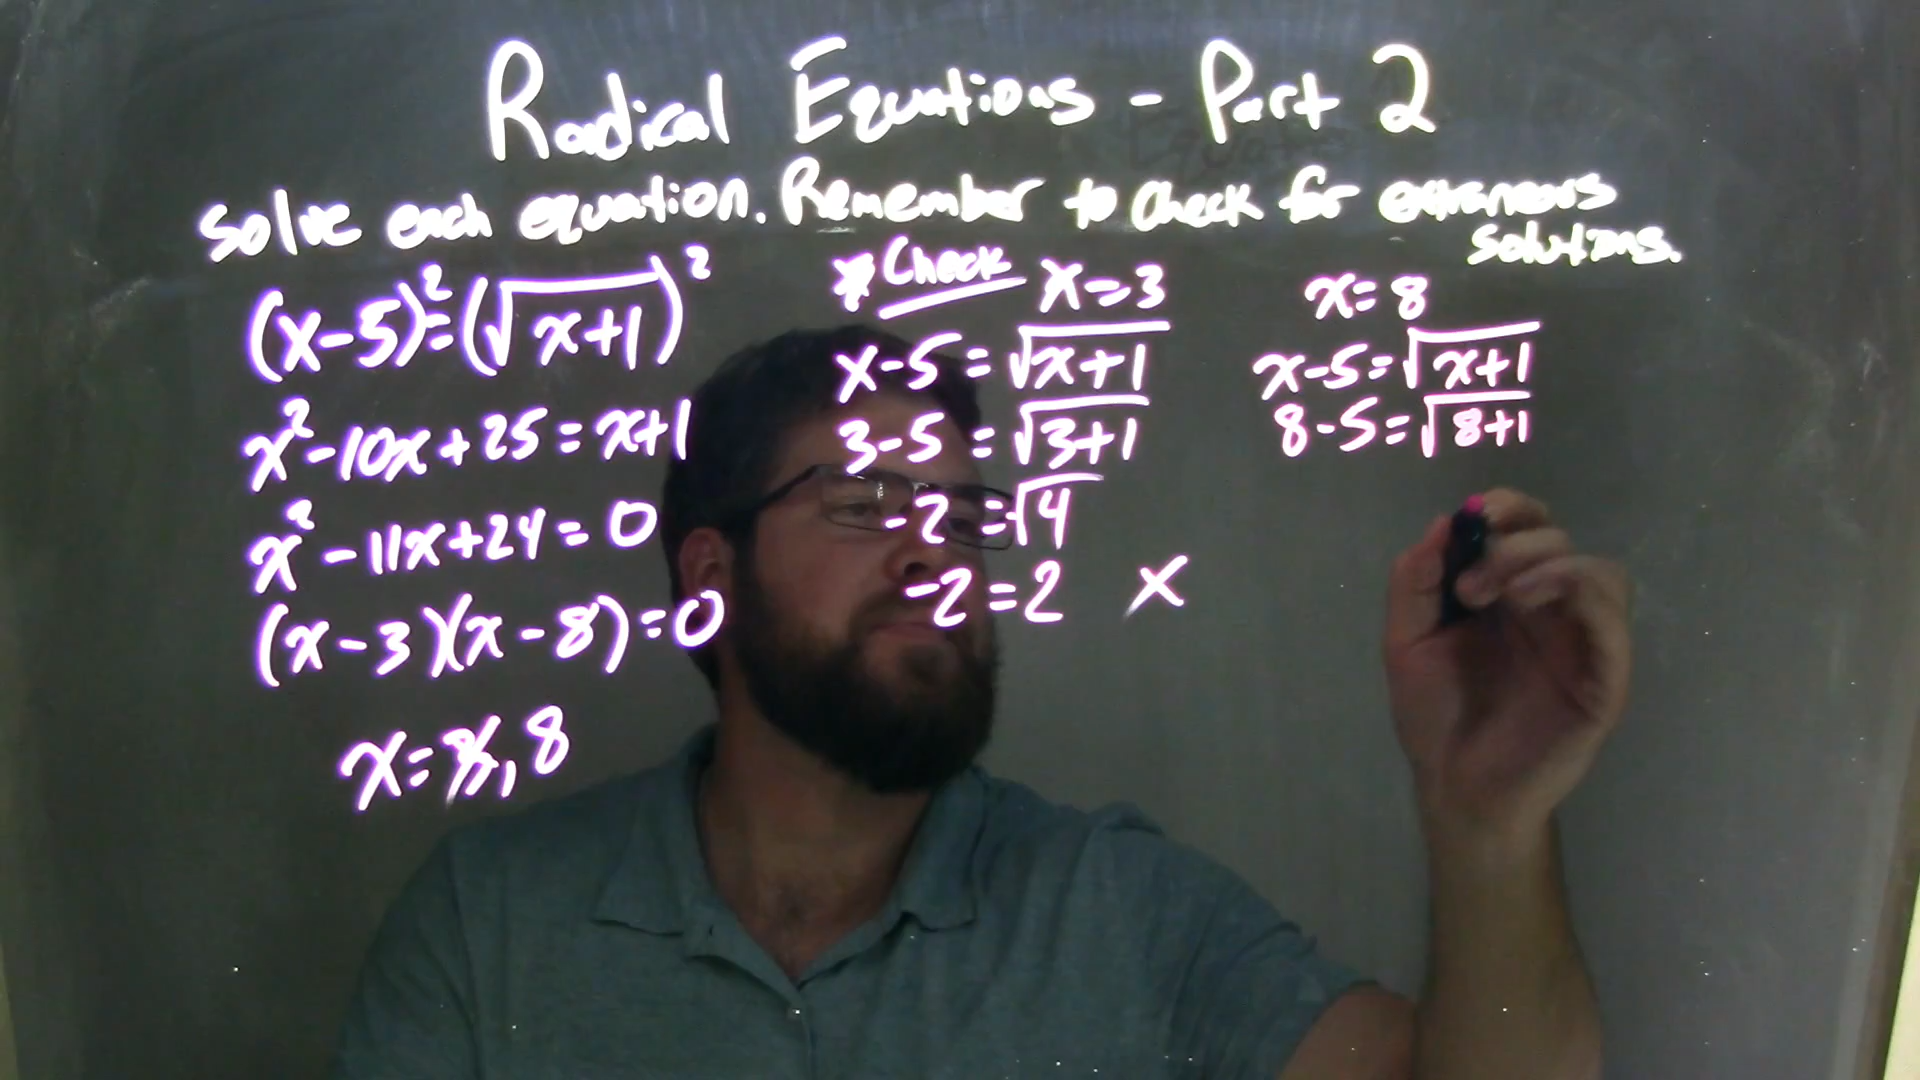 Radical Equations - Part 2
Solve each equation. Remember to check for extraneous
solutions.
(x-5)²=(√x+1)²
x²-10x+25=x+1
x²-11x+24=0
(x-3)(x-8)=0
x=3,8
*Check x=3
x-5=√x+1
3-5=√3+1
-2=√4
-2=2 x
x=8
x-5=√x+1
8-5=√8+1